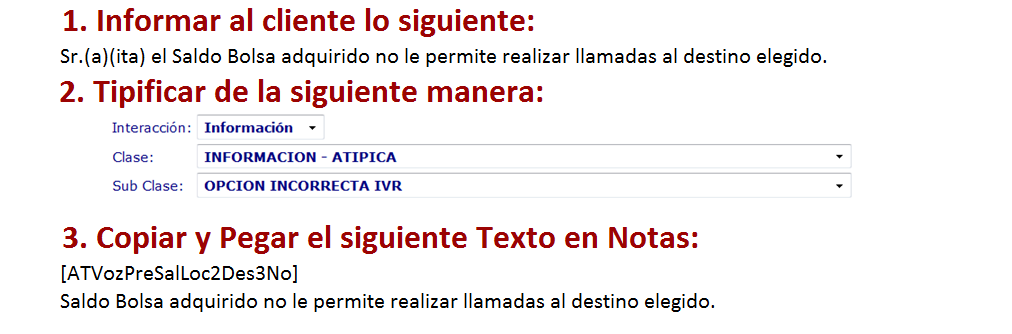 1. Informar al cliente lo siguiente:
Sr.(a)(ita) el Saldo Bolsa adquirido no le permite realizar llamadas al destino elegido.
2. Tipificar de la siguiente manera:
Interacción: Información
Clase: INFORMACION - ATIPICA
Sub Clase: OPCION INCORRECTA IVR
3. Copiar y Pegar el siguiente Texto en Notas:
[ATVozPreSalLoc2Des3No]
Saldo Bolsa adquirido no le permite realizar llamadas al destino elegido.